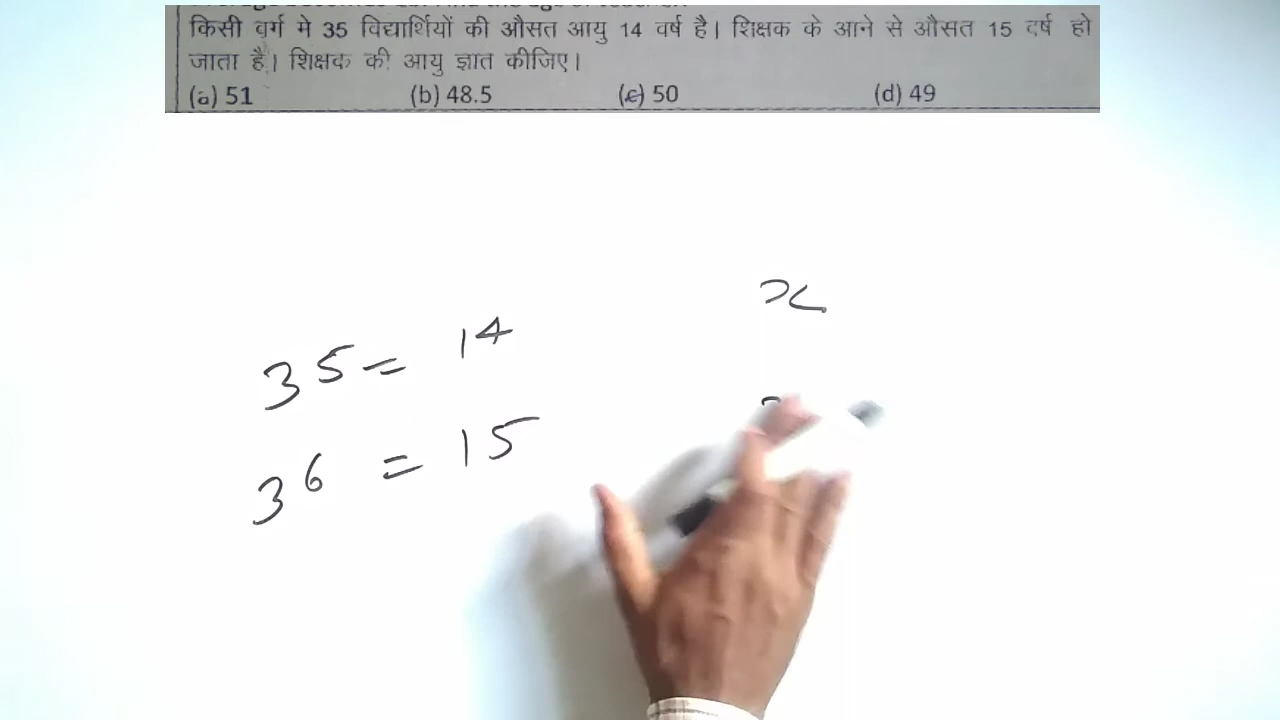 किसी वर्ग मे 35 विद्यार्थियों की औसत आयु 14 वर्ष है। शिक्षक के आने से औसत 15 वर्ष हो
जाता है। शिक्षक की आयु ज्ञात कीजिए।
(a) 51 (b) 48.5 (c) 50 (d) 49
35 = 14 x
36 = 15